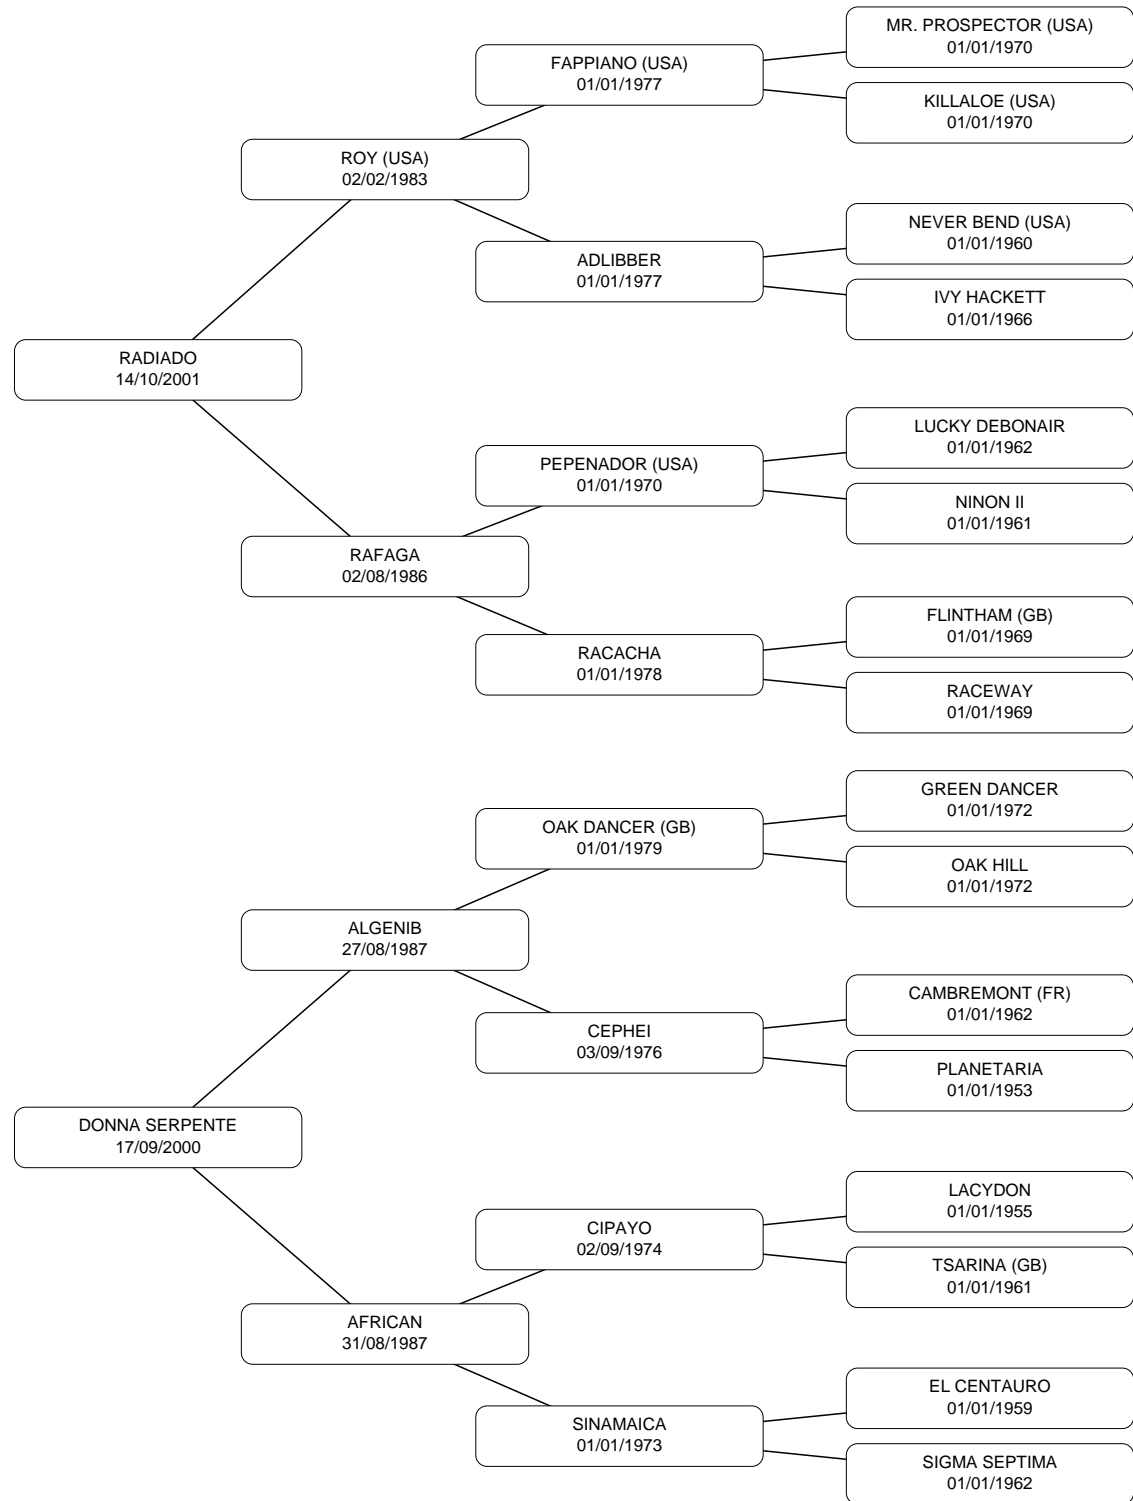 MR. PROSPECTOR (USA)
01/01/1970
FAPPIANO (USA)
01/01/1977
KILLALOE (USA)
01/01/1970
ROY (USA)
02/02/1983
NEVER BEND (USA)
01/01/1960
ADLIBBER
01/01/1977
IVY HACKETT
01/01/1966
RADIADO
14/10/2001
LUCKY DEBONAIR
01/01/1962
PEPENADOR (USA)
01/01/1970
NINON II
01/01/1961
RAFAGA
02/08/1986
FLINTHAM (GB)
01/01/1969
RACACHA
01/01/1978
RACEWAY
01/01/1969
GREEN DANCER
01/01/1972
OAK DANCER (GB)
01/01/1979
OAK HILL
01/01/1972
ALGENIB
27/08/1987
CAMBREMONT (FR)
01/01/1962
CEPHEI
03/09/1976
PLANETARIA
01/01/1953
DONNA SERPENTE
17/09/2000
LACYDON
01/01/1955
CIPAYO
02/09/1974
TSARINA (GB)
01/01/1961
AFRICAN
31/08/1987
EL CENTAURO
01/01/1959
SINAMAICA
01/01/1973
SIGMA SEPTIMA
01/01/1962